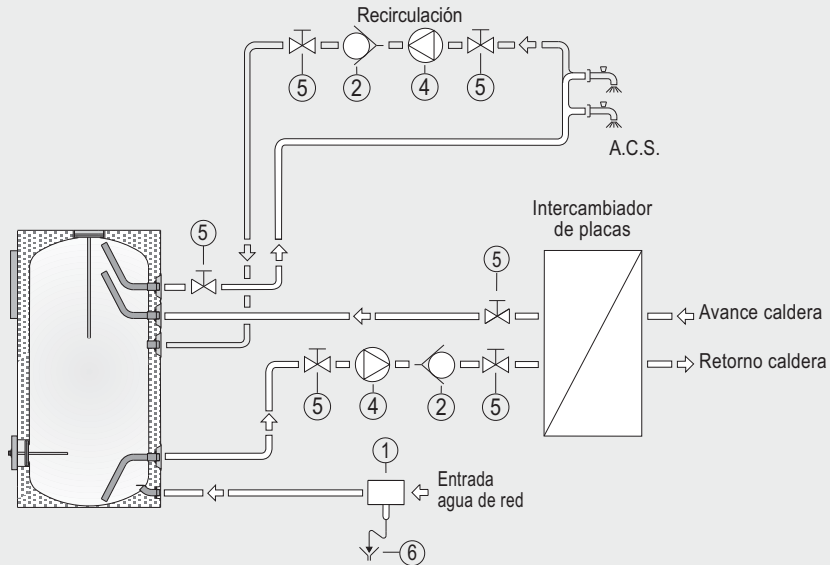 Recirculación
5
2
4
5
A.C.S.
Intercambiador
de placas
5
5
Avance caldera
Retorno caldera
5
4
2
5
1
Entrada
agua de red
6